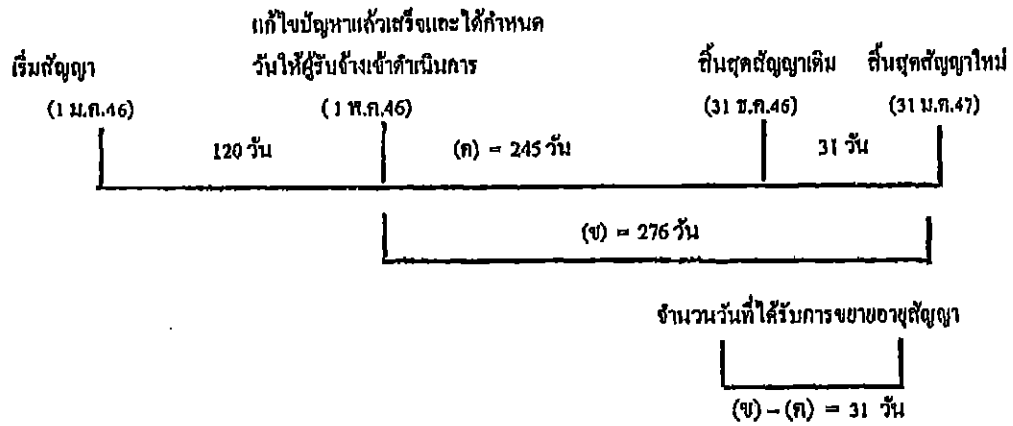 แก้ไขปัญหาแล้วเสร็จและได้กำหนด
เริ่มสัญญา วันให้ผู้รับจ้างเข้าดำเนินการ สิ้นสุดสัญญาเดิม สิ้นสุดสัญญาใหม่
(1 ม.ค.46) (1 พ.ค.46) (31 ธ.ค.46) (31 ม.ค.47)
120 วัน (ค) = 245 วัน 31 วัน
(ข) = 276 วัน
จำนวนวันที่ได้รับการขยายอายุสัญญา
(ข) – (ค) = 31 วัน